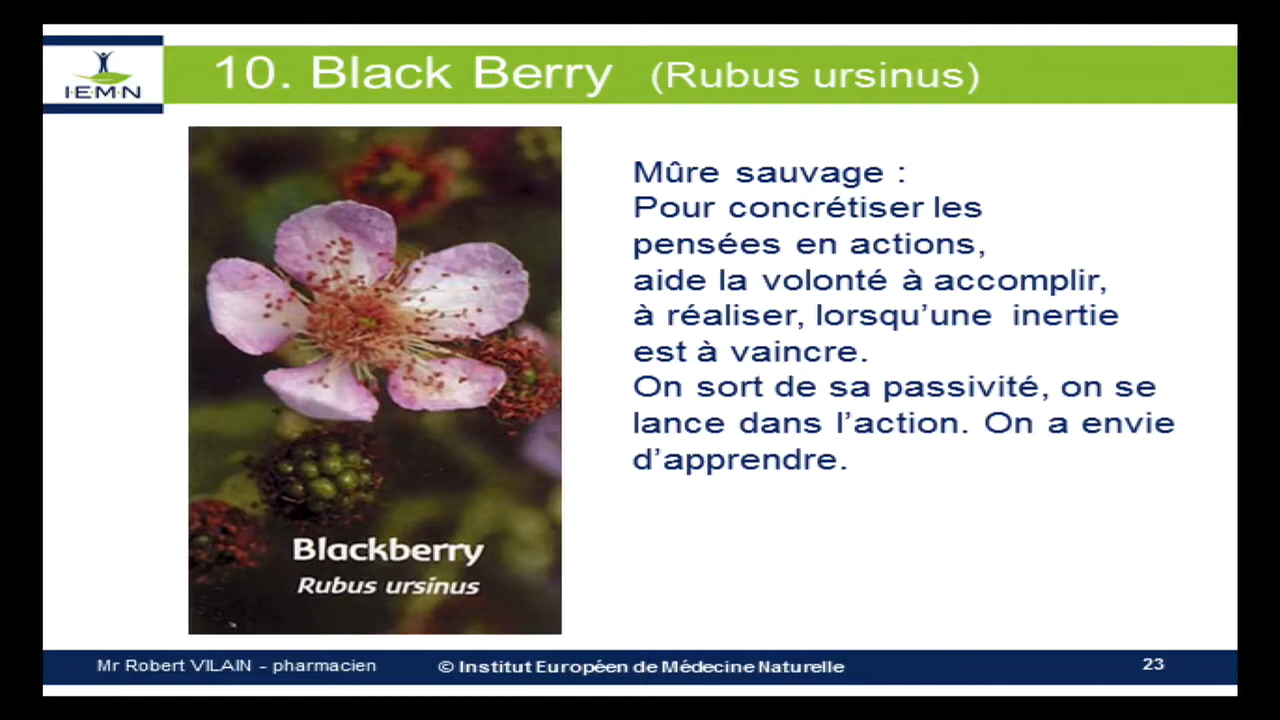 I·E·M·N
10. Black Berry (Rubus ursinus)
Mûre sauvage :
Pour concrétiser les
pensées en actions,
aide la volonté à accomplir,
à réaliser, lorsqu'une inertie
est à vaincre.
On sort de sa passivité, on se
lance dans l'action. On a envie
d'apprendre.
Blackberry
Rubus ursinus
Mr Robert VILAIN - pharmacien © Institut Européen de Médecine Naturelle 23